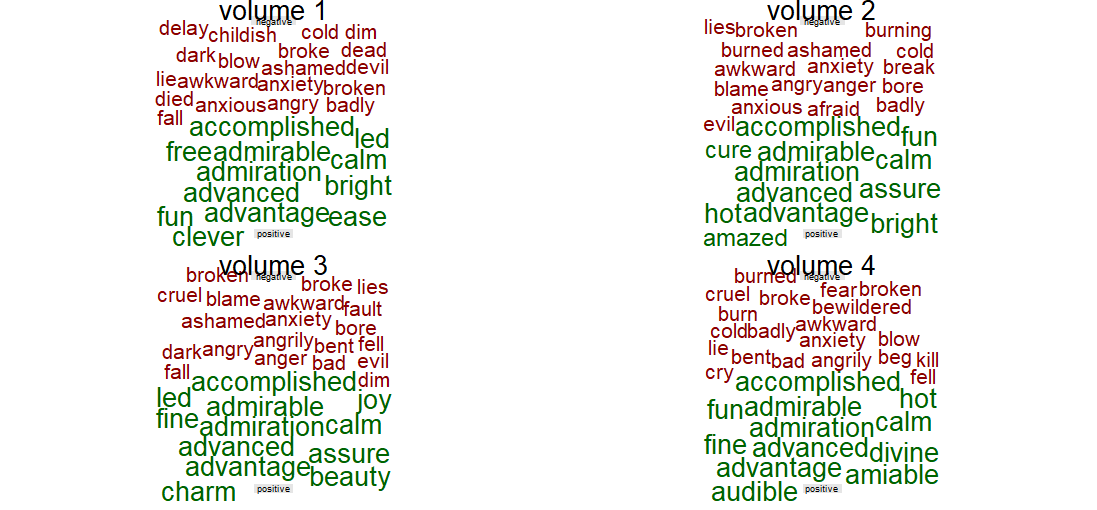 volume 1
negative
delay childish cold dim
dark blow broke dead
lie awkward ashamed devil
died anxious anxiety broken
fall angry badly
accomplished led
free admirable calm
admiration
advanced bright
fun advantage ease
clever positive
volume 2
negative
lies broken burning
burned ashamed cold
awkward anxiety break
blame angry anger bore
anxious afraid badly
evil accomplished fun
cure admirable calm
admiration
advanced assure
hot advantage bright
amazed positive
volume 3
negative
broken broke lies
cruel blame awkward fault
ashamed anxiety bore
dark angry angrily bent fell
anger bad evil
fall accomplished dim
led admirable joy
fine admiration calm
advanced assure
advantage beauty
charm positive
volume 4
negative
burned fear broken
cruel broke bewildered
burn awkward
cold badly anxiety blow
lie bent bad angrily beg kill
cry accomplished fell
fun admirable hot
admiration calm
fine advanced divine
advantage amiable
audible positive